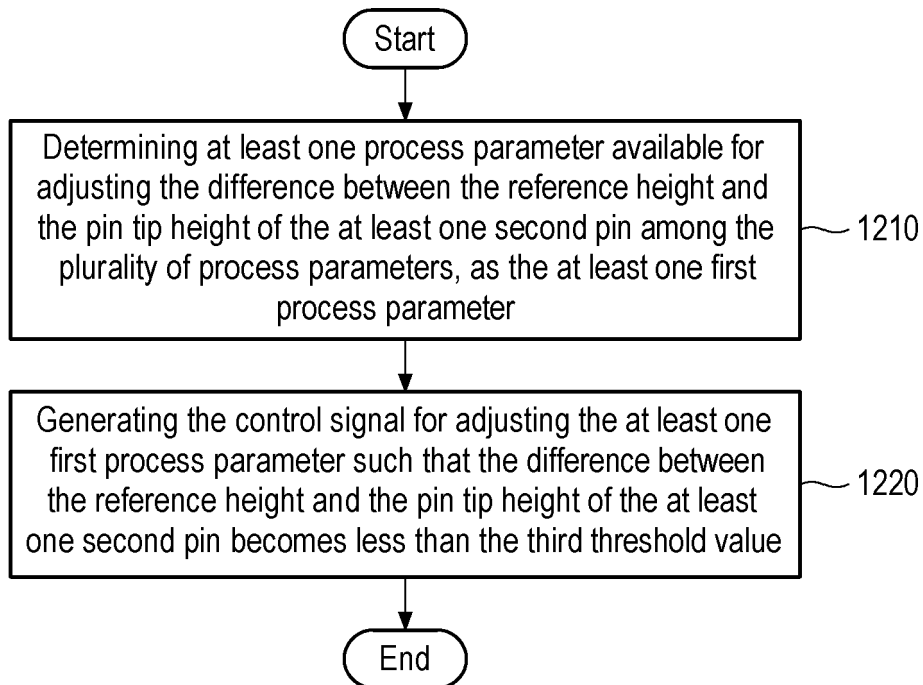 Start
Determining at least one process parameter available for
adjusting the difference between the reference height and
the pin tip height of the at least one second pin among the
plurality of process parameters, as the at least one first
process parameter
1210
Generating the control signal for adjusting the at least one
first process parameter such that the difference between
the reference height and the pin tip height of the at least
one second pin becomes less than the third threshold value
1220
End